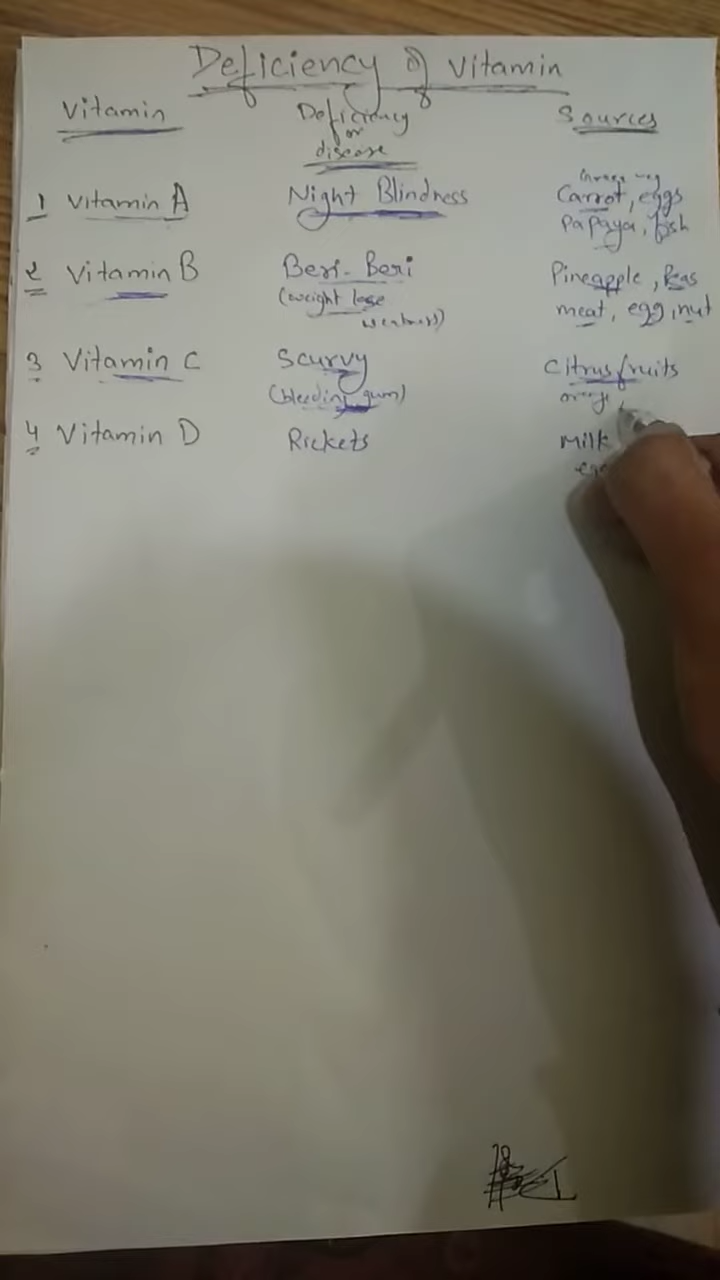 Deficiency of vitamin
Vitamin Deficiency or disease Sources
1 Vitamin A Night Blindness Carrot, eggs
Papaya, fish
2 Vitamin B Beri-Beri Pineapple, Peas
(weight lose meat, egg, nut
3 Vitamin C Scurvy Citrus fruits
(bleeding gum)
4 Vitamin D Rickets Milk